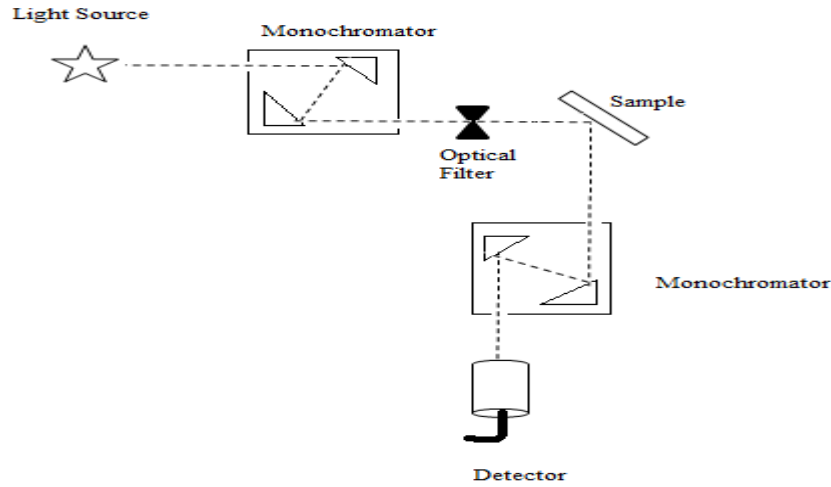 Light Source
Monochromator
Sample
Optical
Filter
Monochromator
Detector